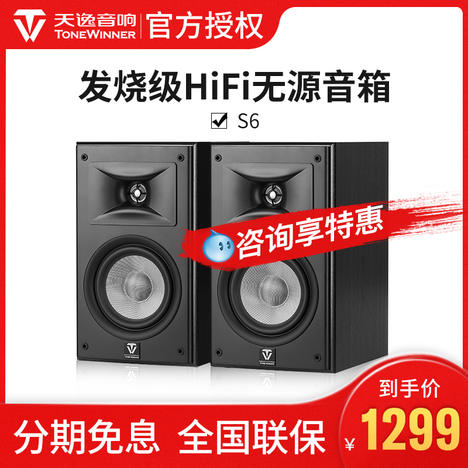 天逸音响 官方授权
TONEWINNER
发烧级HiFi无源音箱
S6
咨询享特惠
到手价
分期免息 全国联保 ¥1299